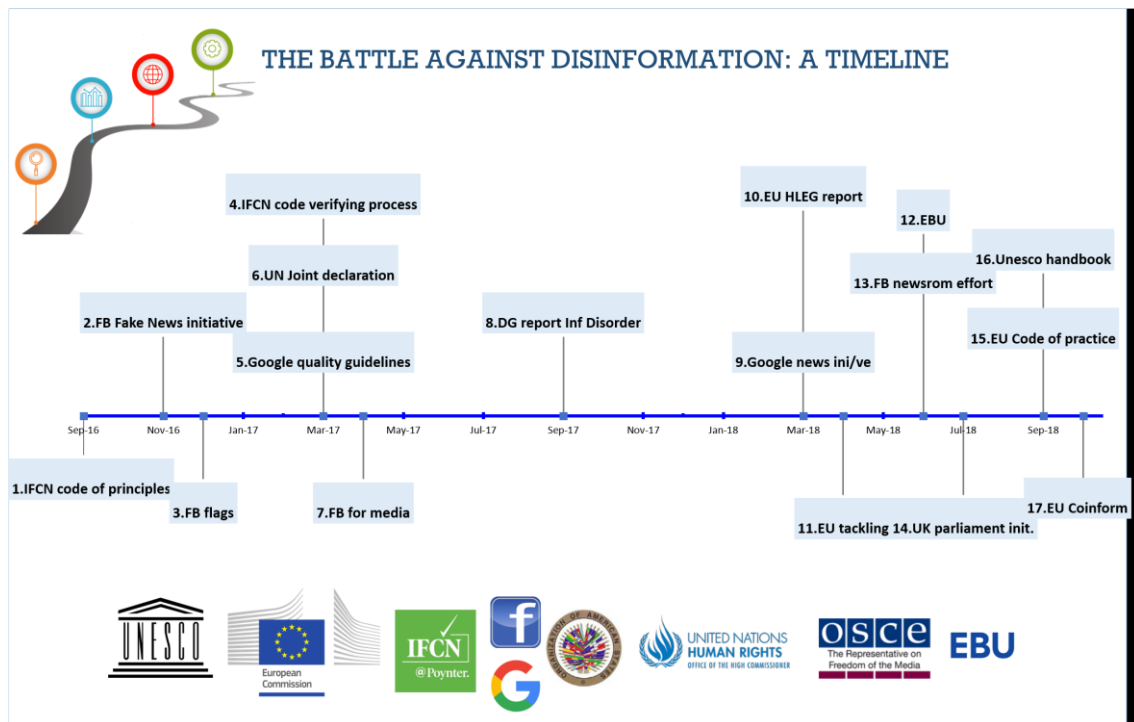 THE BATTLE AGAINST DISINFORMATION: A TIMELINE
4.IFCN code verifying process
10.EU HLEG report
12.EBU
6.UN Joint declaration
16.Unesco handbook
13.FB newsrom effort
2.FB Fake News initiative
8.DG report Inf Disorder
15.EU Code of practice
5.Google quality guidelines
9.Google news ini/ve
Sep-16 Nov-16 Jan-17 Mar-17 May-17 Jul-17 Sep-17 Nov-17 Jan-18 Mar-18 May-18 Jul-18 Sep-18
1.IFCN code of principles
3.FB flags
7.FB for media
17.EU Coinform
11.EU tackling
14.UK parliament init.
UNESCO
European
Commission
IFCN
@Poynter.
f
G
ORGANIZATION OF AMERICAN STATES
UNITED NATIONS
HUMAN RIGHTS
OFFICE OF THE HIGH COMMISSIONER
OSCE
The Representative on
Freedom of the Media
EBU